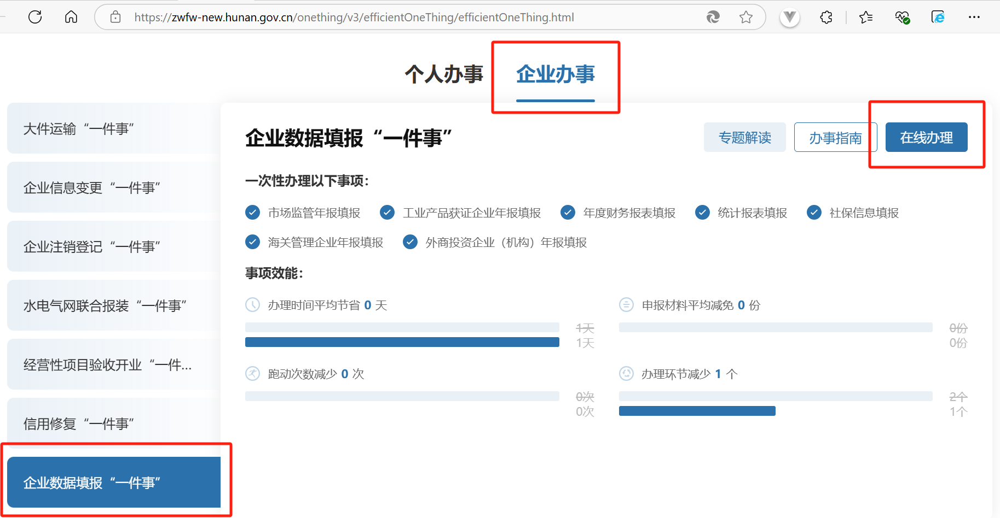 https://zwfw-new.hunan.gov.cn/onething/v3/efficientOneThing/efficientOneThing.html
个人办事 企业办事
大件运输“一件事”
企业信息变更“一件事”
企业注销登记“一件事”
水电气网联合报装“一件事”
经营性项目验收开业“一件...
信用修复“一件事”
企业数据填报“一件事”
企业数据填报“一件事” 专题解读 办事指南 在线办理
一次性办理以下事项：
市场监管年报填报 工业产品获证企业年报填报 年度财务报表填报 统计报表填报 社保信息填报
海关管理企业年报填报 外商投资企业（机构）年报填报
事项效能：
办理时间平均节省 0 天
1天
1天
申报材料平均减免 0 份
0份
0份
跑动次数减少 0 次
0次
0次
办理环节减少 1 个
2个
1个